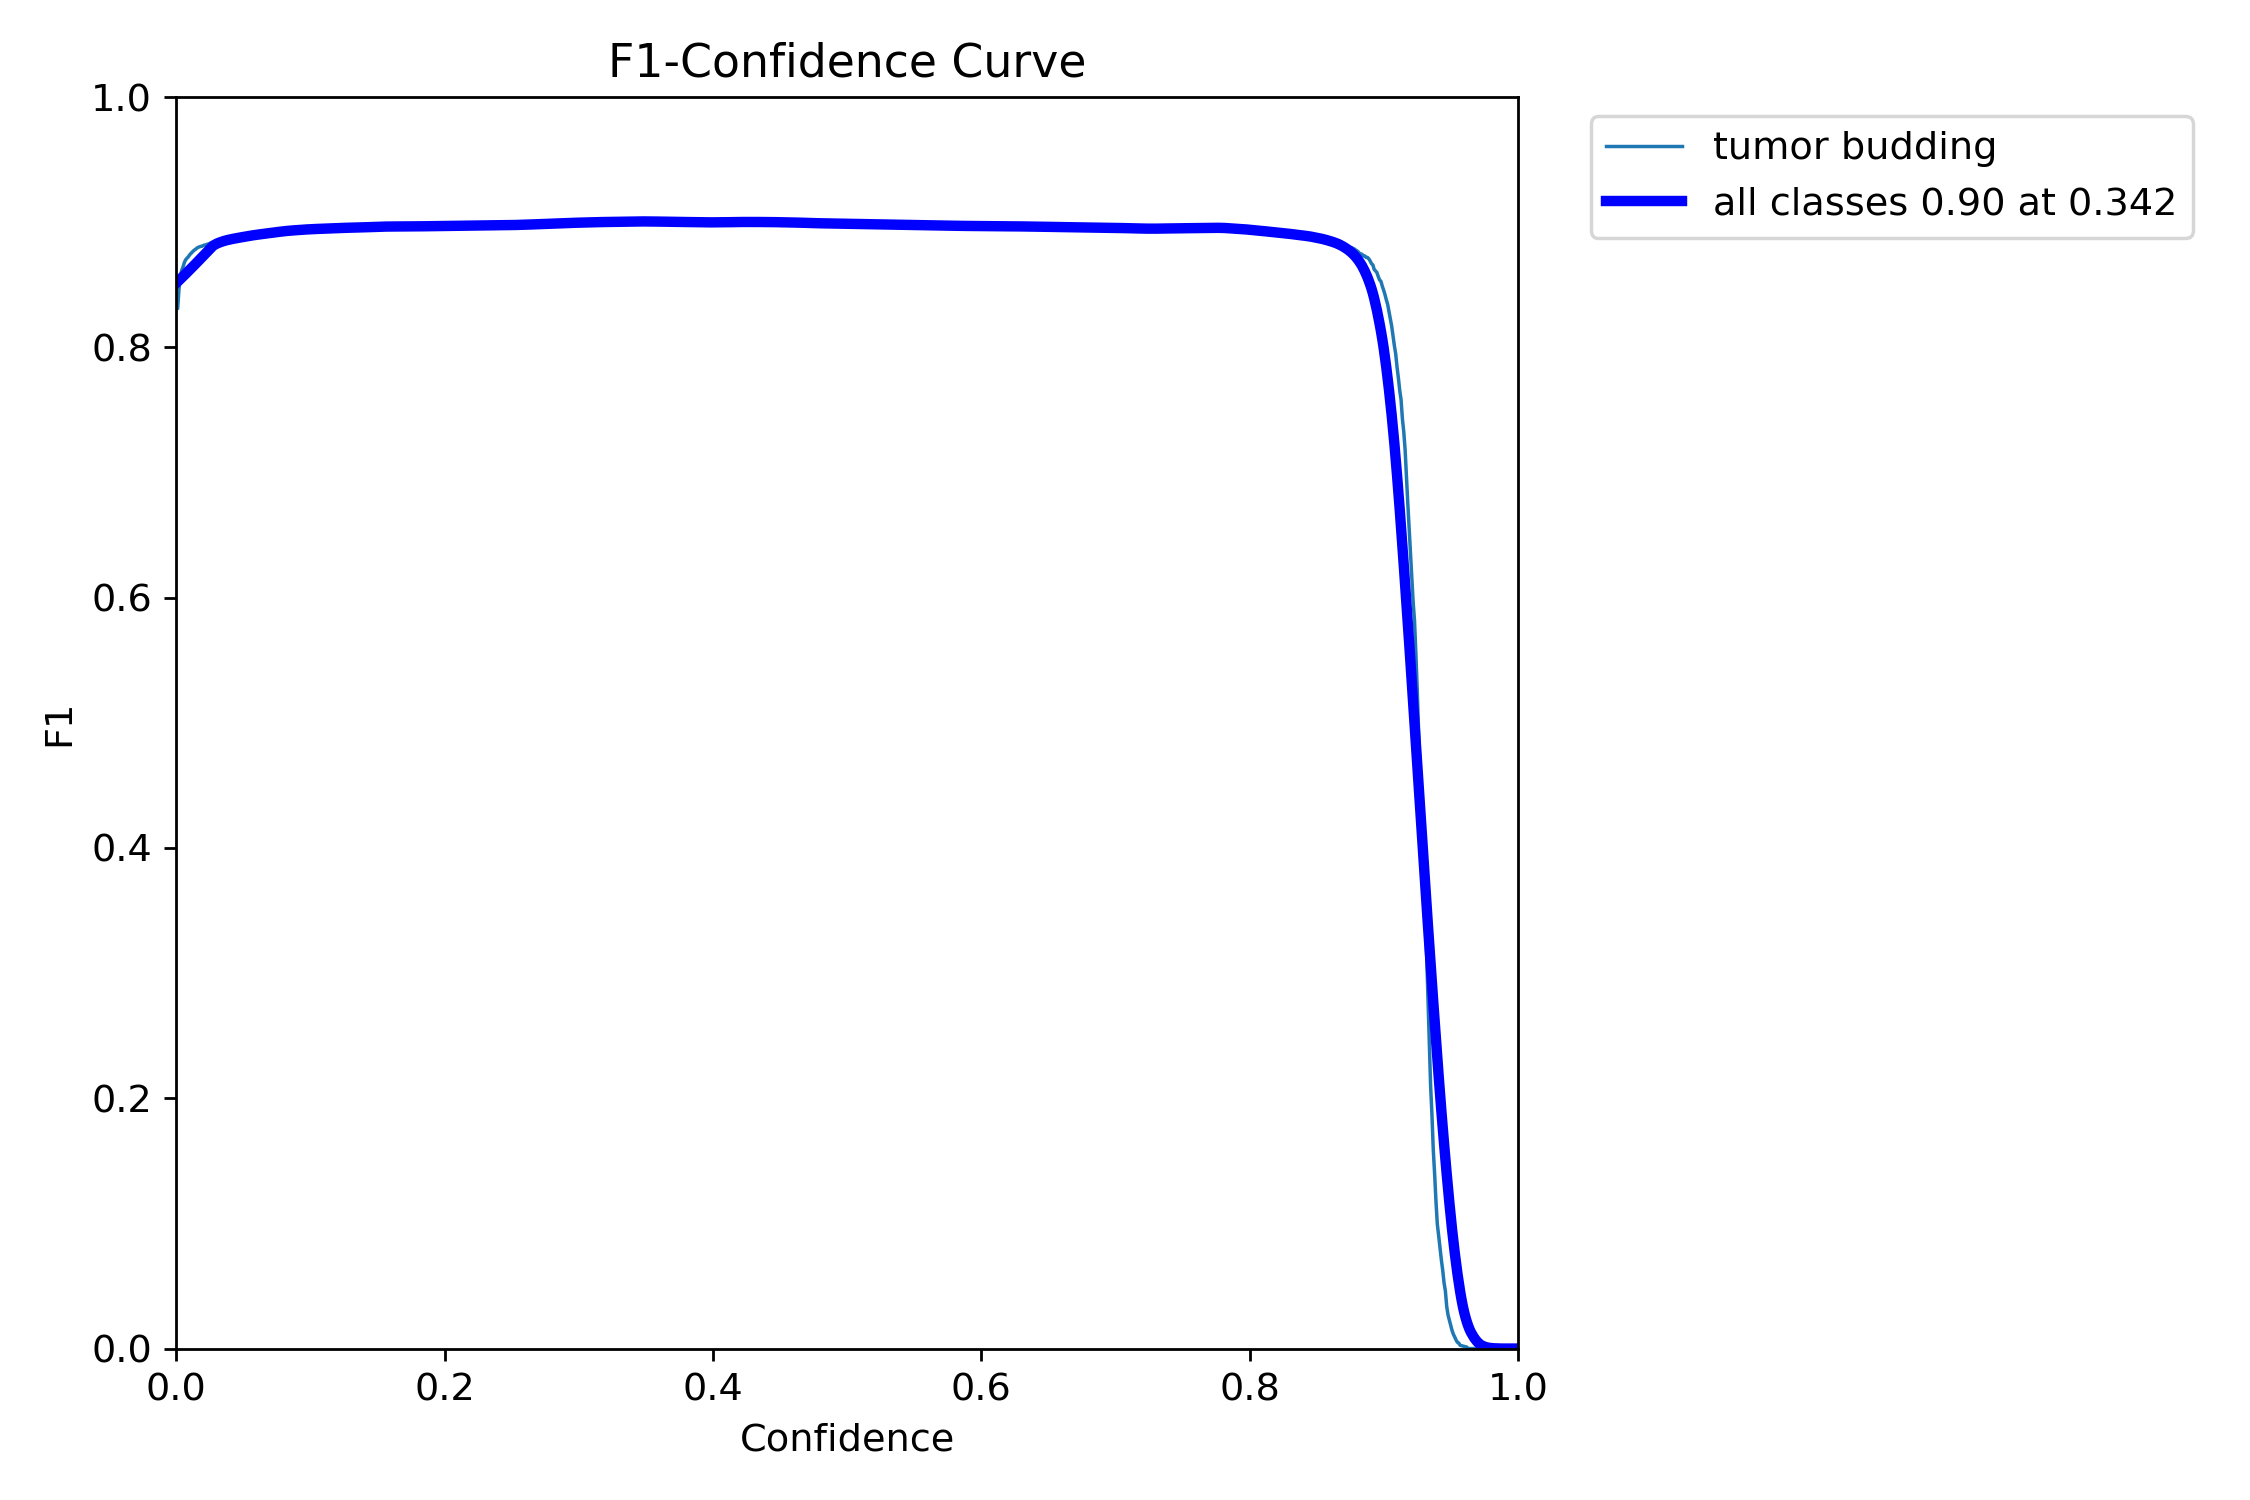 F1-Confidence Curve
1.0
0.8
0.6
0.4
0.2
0.0
F1
0.0 0.2 0.4 0.6 0.8 1.0
Confidence
tumor budding
all classes 0.90 at 0.342